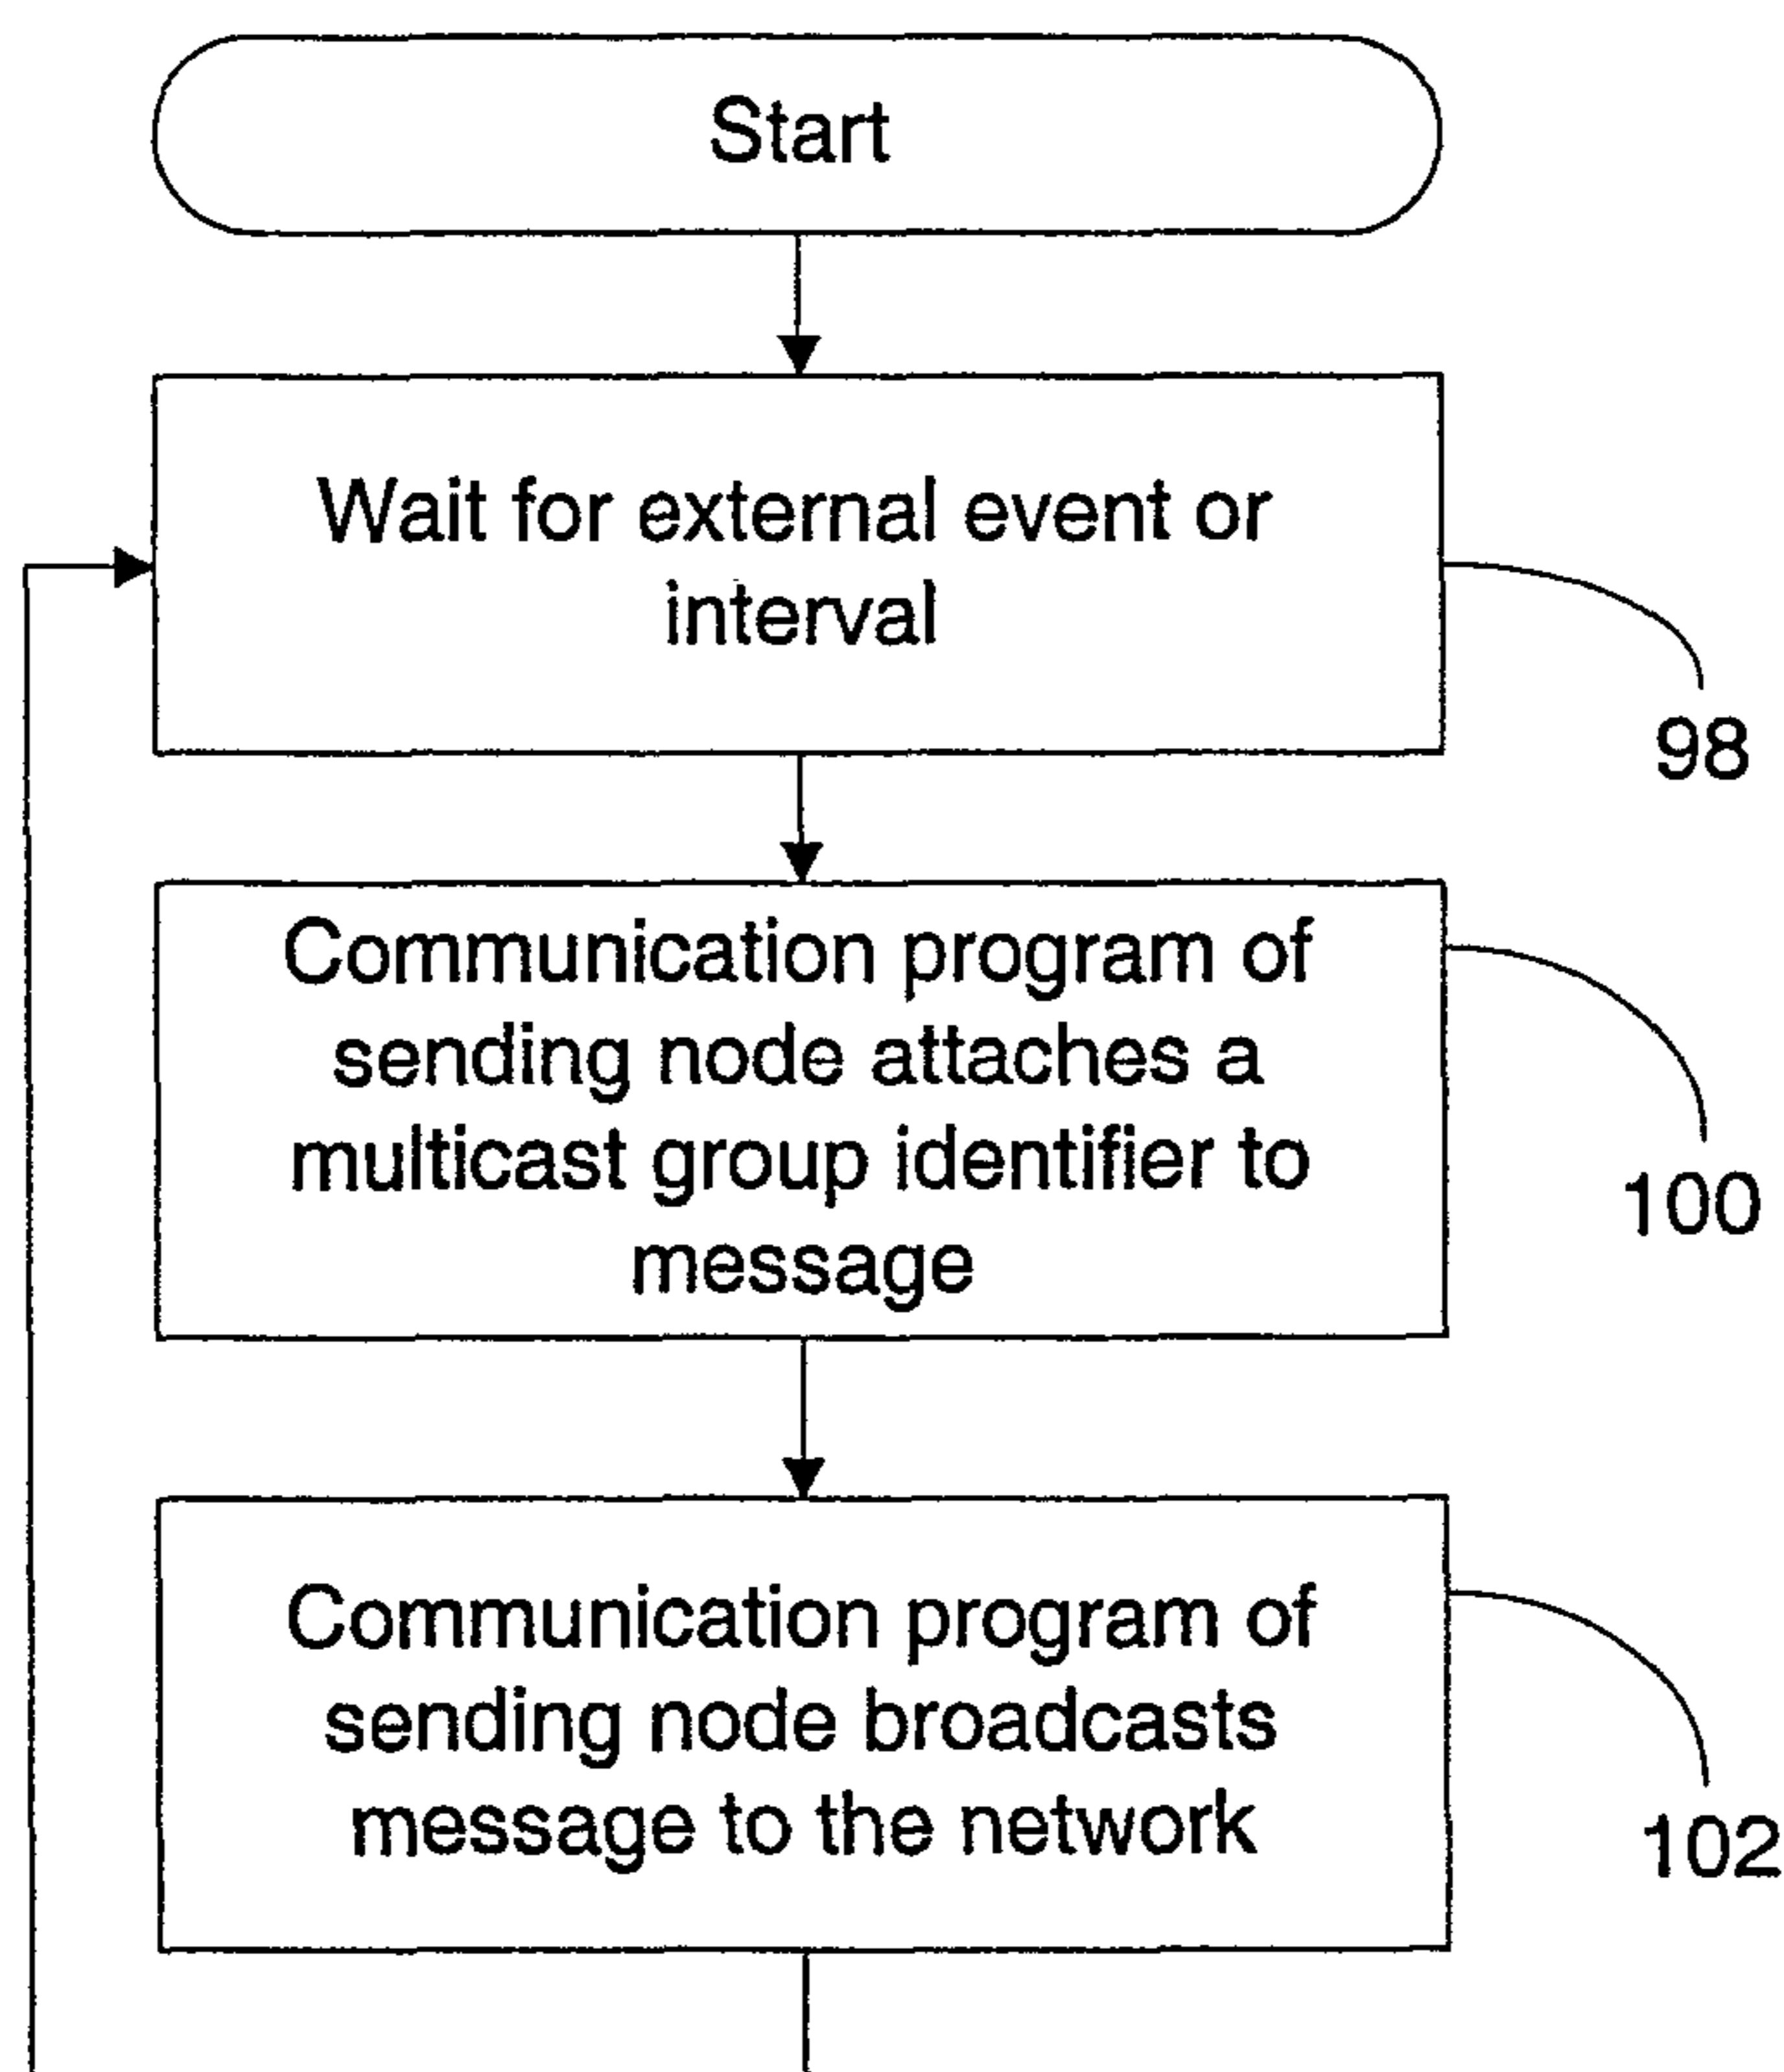 Start
Wait for external event or
interval
98
Communication program of
sending node attaches a
multicast group identifier to
message
100
Communication program of
sending node broadcasts
message to the network
102